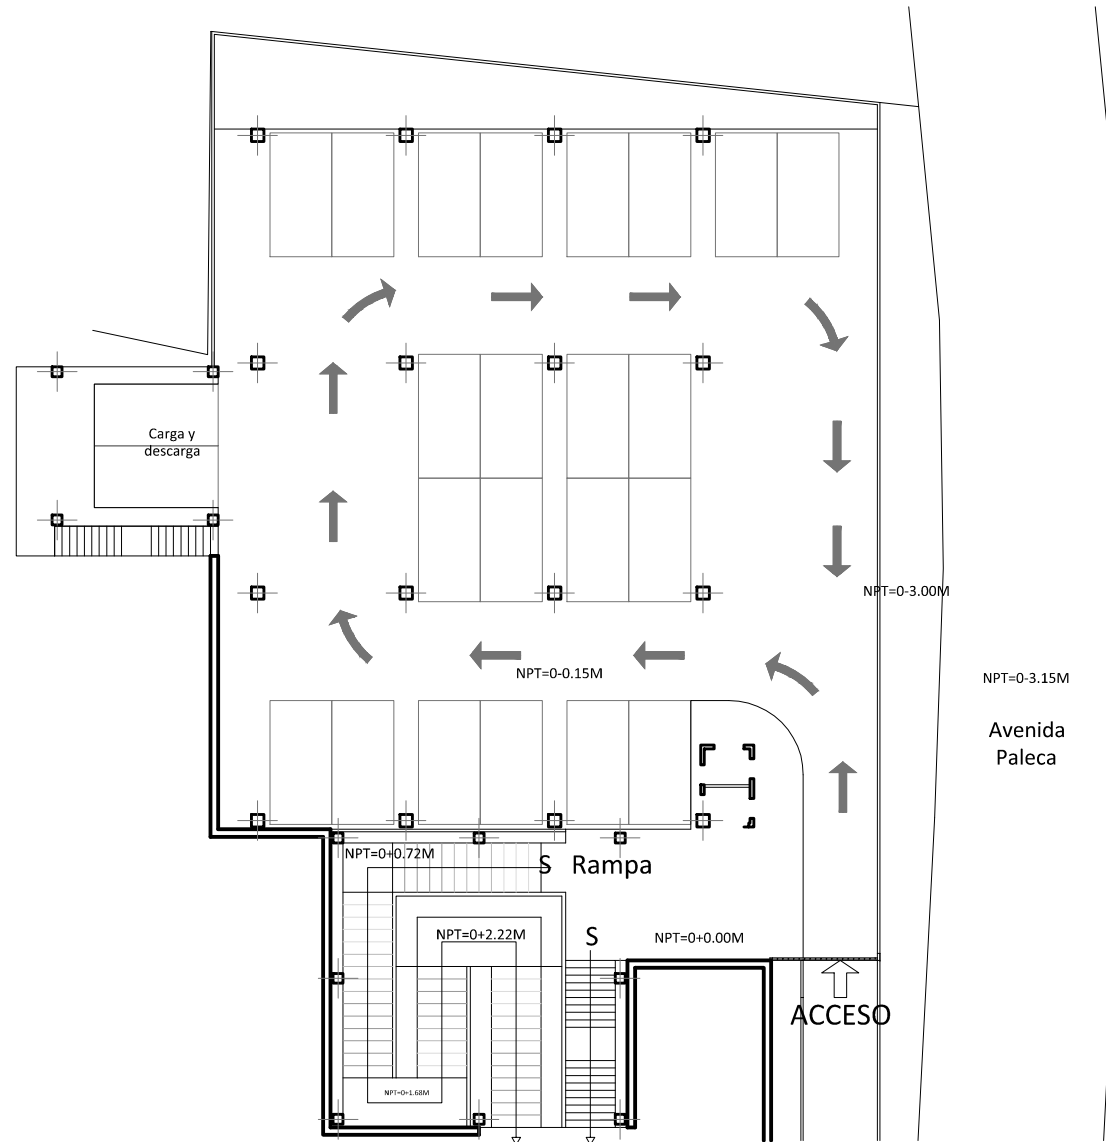 Carga y
descarga
NPT=0-3.00M
NPT=0-0.15M
NPT=0-3.15M
Avenida
Paleca
NPT=0+0.72M
S Rampa
NPT=0+2.22M
S
NPT=0+0.00M
ACCESO
NPT=0+1.68M